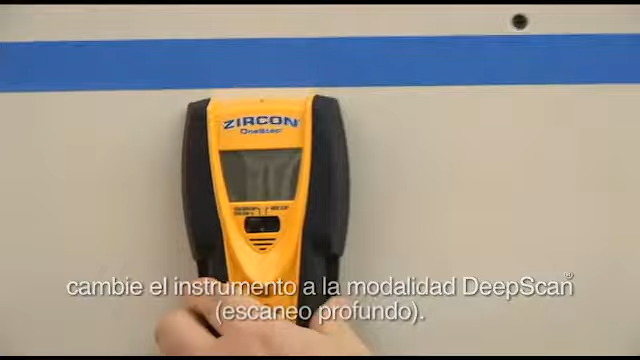 ZIRCON
OneStep
cambie el instrumento a la modalidad DeepScan®
(escaneo profundo).